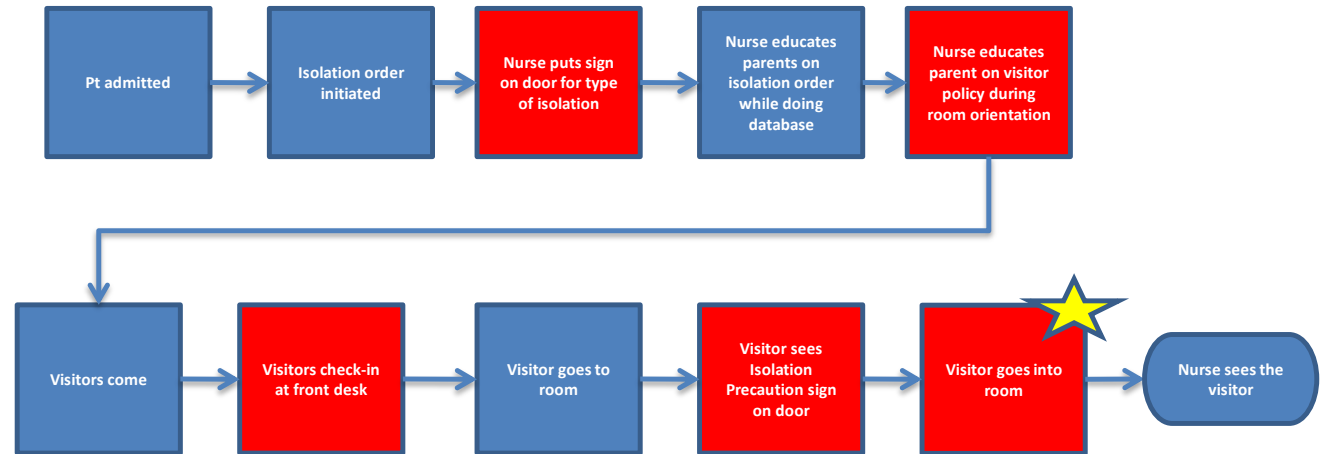 Pt admitted
Isolation order
initiated
Nurse puts sign
on door for type
of isolation
Nurse educates
parents on
isolation order
while doing
database
Nurse educates
parent on visitor
policy during
room orientation
Visitors come
Visitors check-in
at front desk
Visitor goes to
room
Visitor sees
Isolation
Precaution sign
on door
Visitor goes into
room
Nurse sees the
visitor